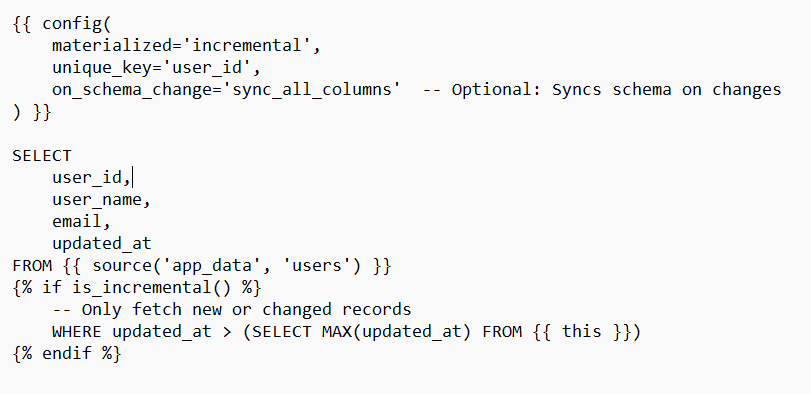 {{ config(
    materialized='incremental',
    unique_key='user_id',
    on_schema_change='sync_all_columns'  -- Optional: Syncs schema on changes
) }}

SELECT
    user_id,
    user_name,
    email,
    updated_at
FROM {{ source('app_data', 'users') }}
{% if is_incremental() %}
    -- Only fetch new or changed records
    WHERE updated_at > (SELECT MAX(updated_at) FROM {{ this }})
{% endif %}